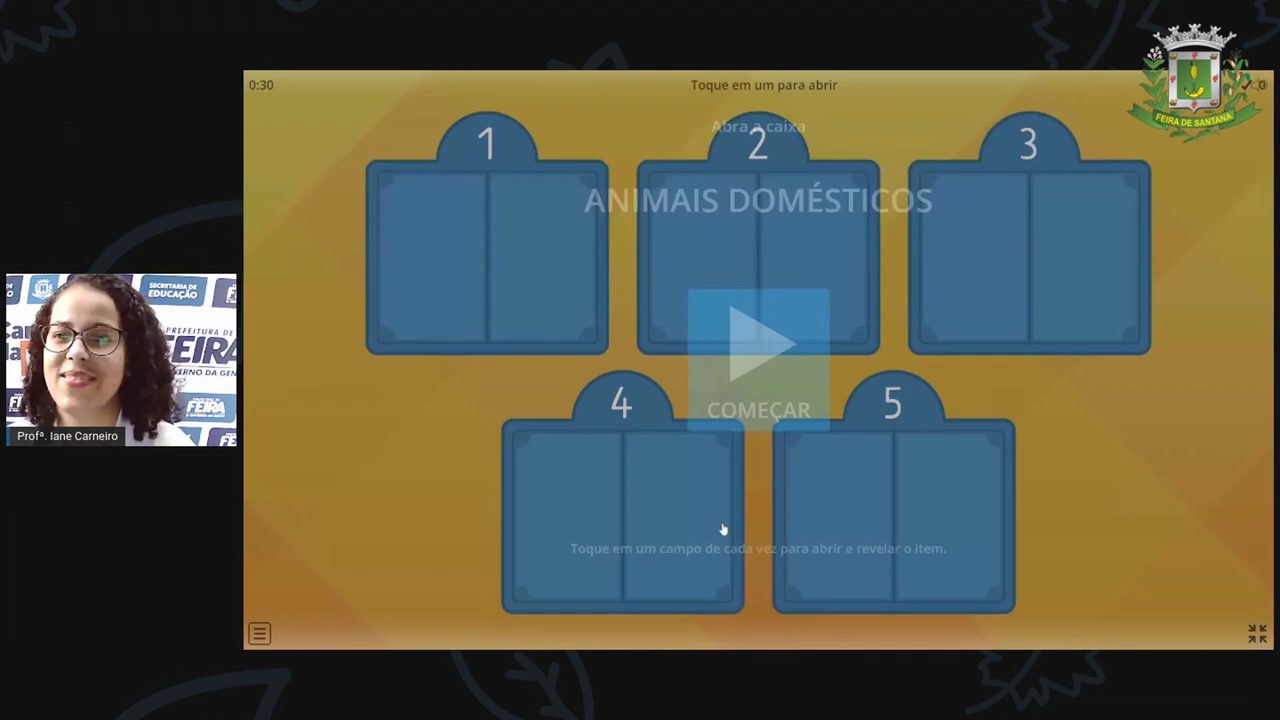 0:30
Toque em um para abrir
0
FEIRA DE SANTANA
1
2
3
Abra a caixa
ANIMAIS DOMÉSTICOS
COMEÇAR
4
5
Toque em um campo de cada vez para abrir e revelar o item.
SECRETARIA DE
EDUCAÇÃO
PREFEITURA DE
FEIRA
FEIRA
Profª. Iane Carneiro